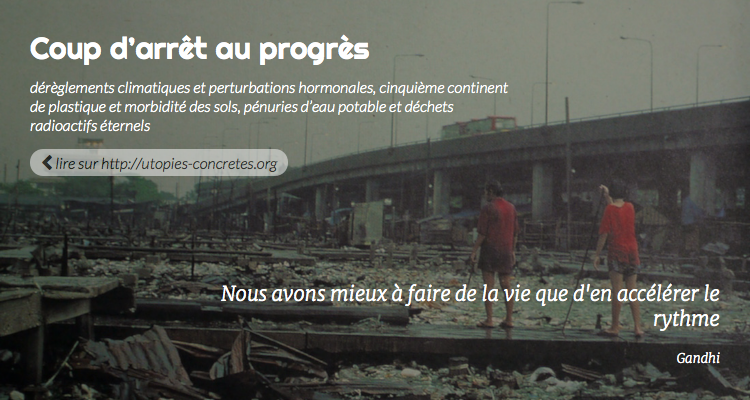 Coup d'arrêt au progrès
dérèglements climatiques et perturbations hormonales, cinquième continent
de plastique et morbidité des sols, pénuries d'eau potable et déchets
radioactifs éternels
lire sur http://utopies-concretes.org
Nous avons mieux à faire de la vie que d'en accélérer le
rythme
Gandhi